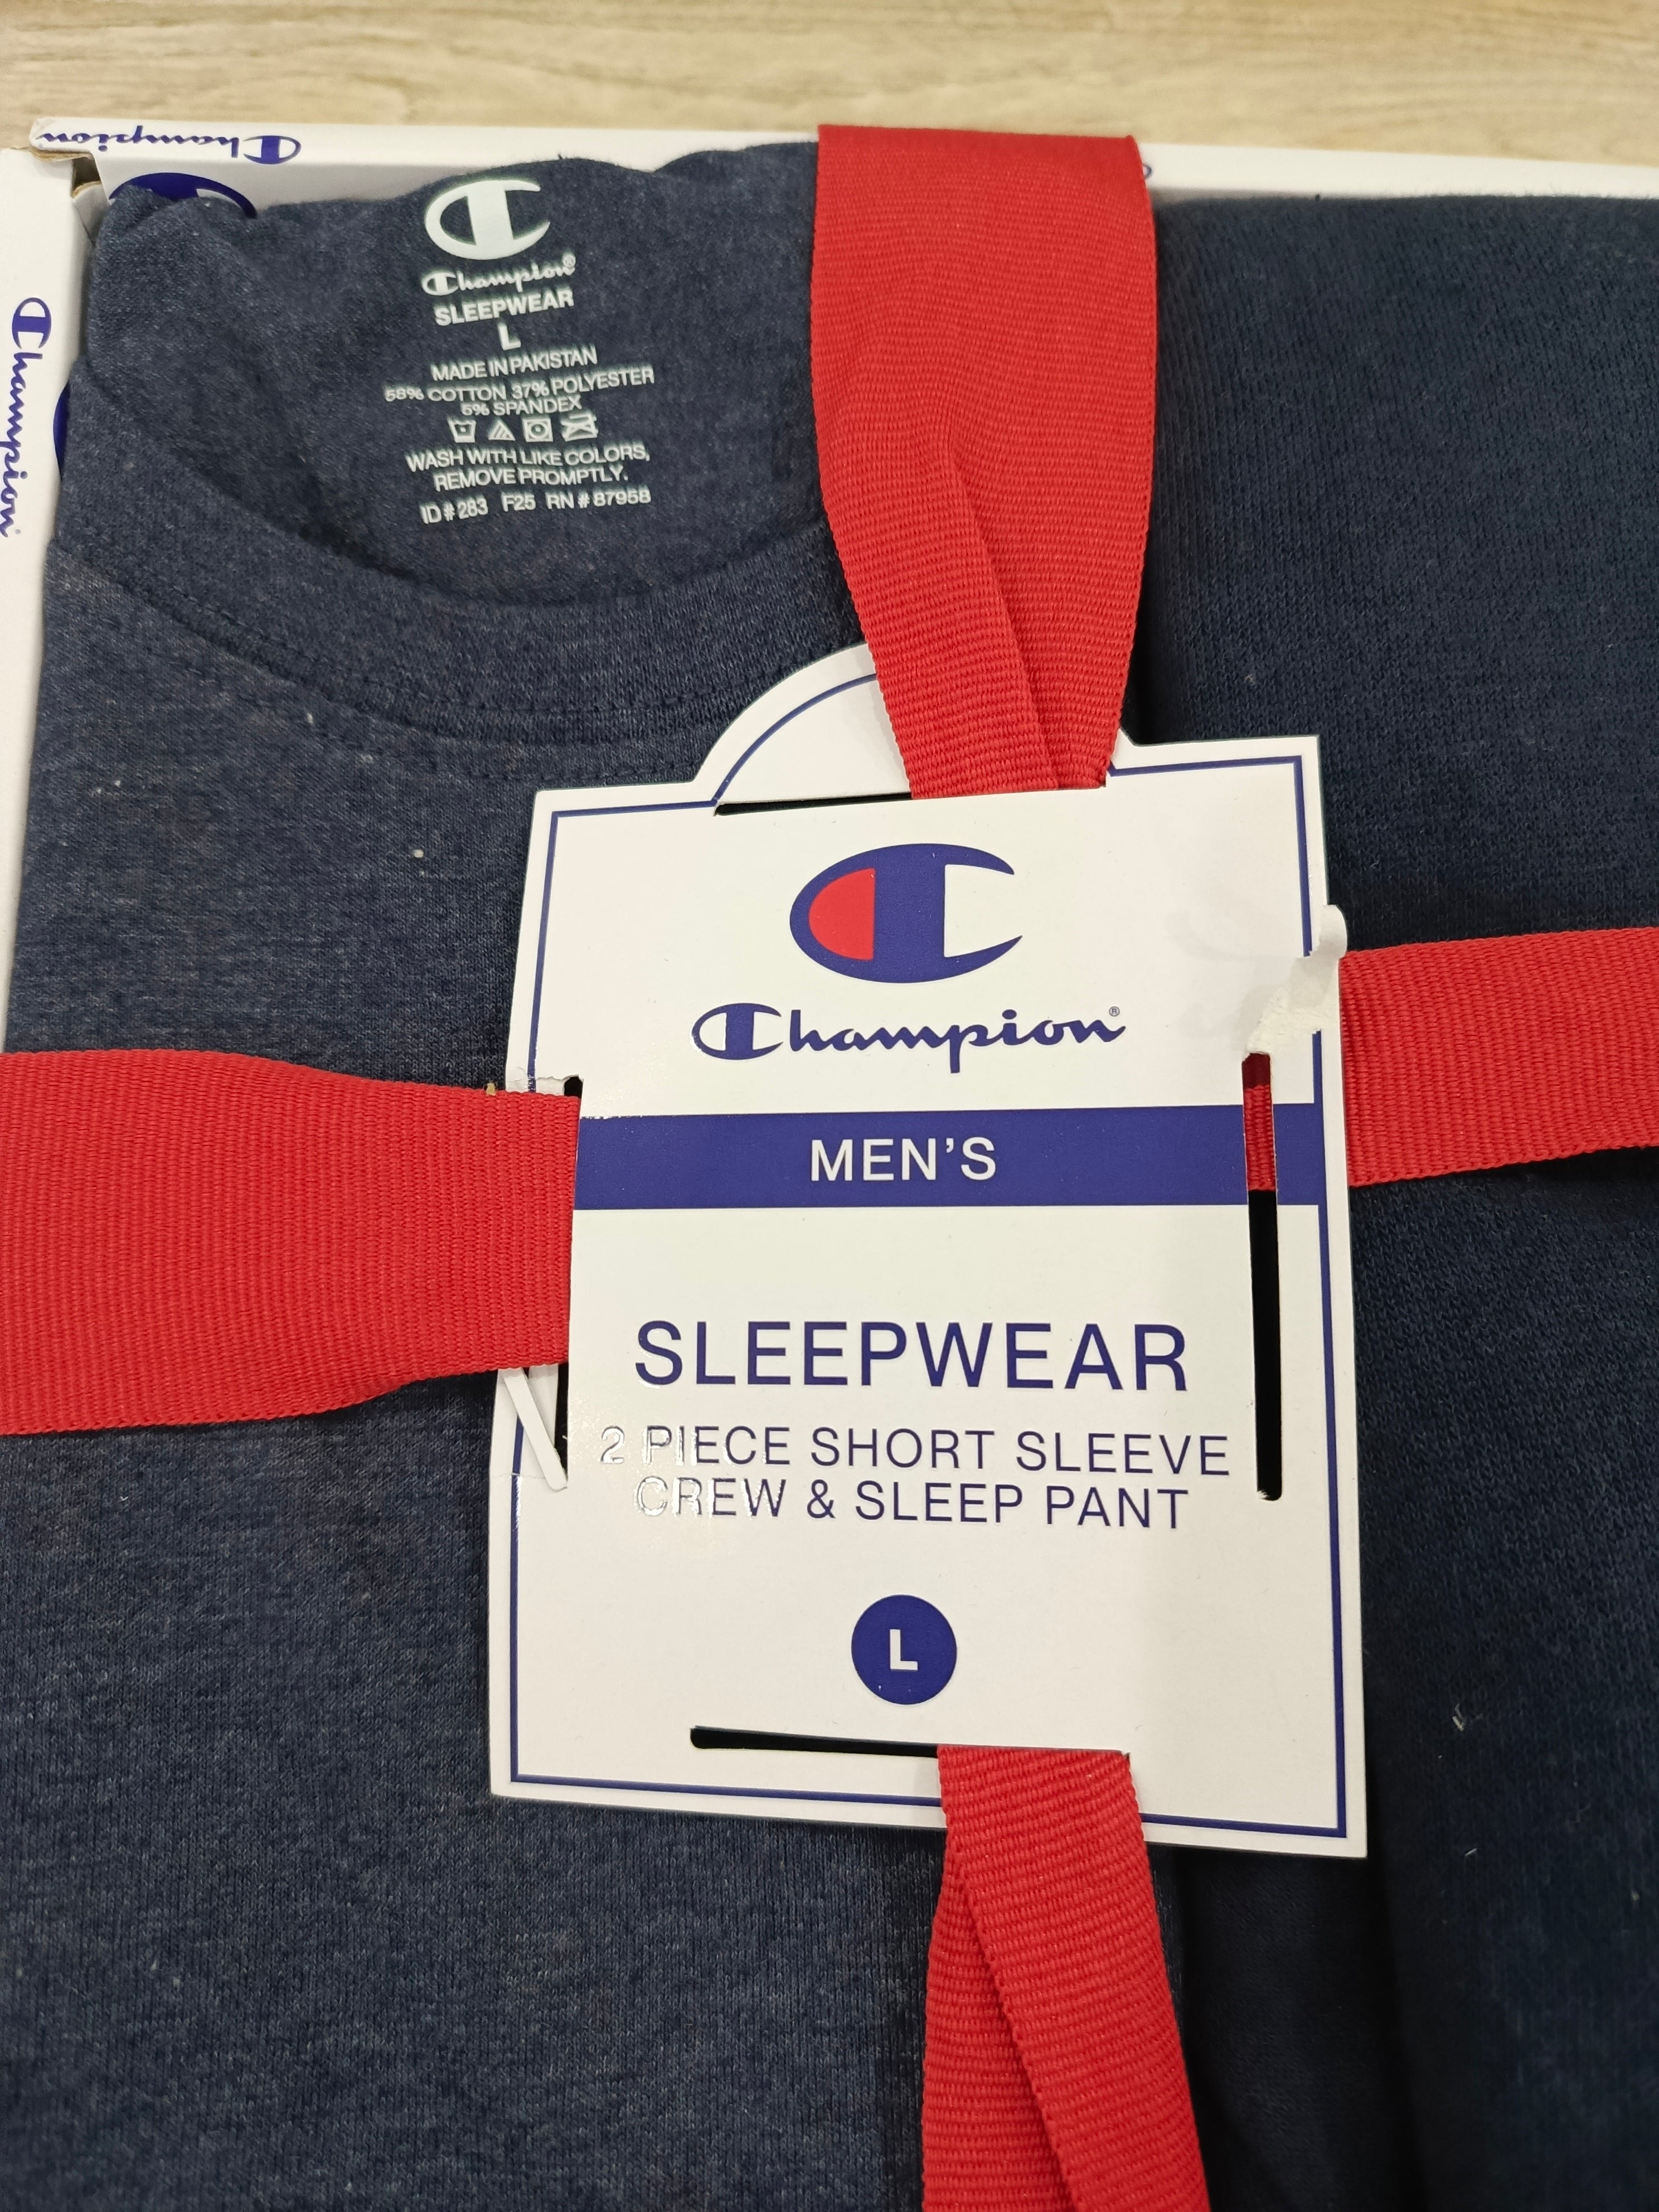 Champion
Champion
Champion®
SLEEPWEAR
L
MADE IN PAKISTAN
58% COTTON 37% POLYESTER
5% SPANDEX
WASH WITH LIKE COLORS,
REMOVE PROMPTLY.
ID # 283 F25 RN # 87958
Champion®
MEN'S
SLEEPWEAR
2 PIECE SHORT SLEEVE
CREW & SLEEP PANT
L